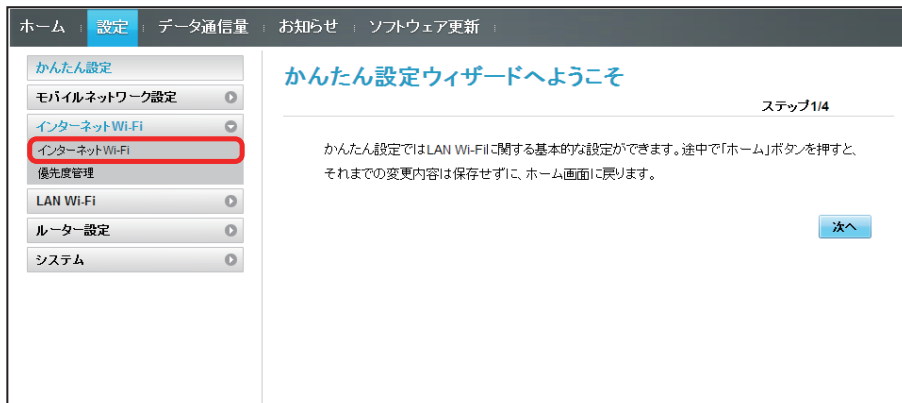 ホーム 設定 データ通信量 お知らせ ソフトウェア更新
かんたん設定
モバイルネットワーク設定
インターネットWi-Fi
インターネットWi-Fi
優先度管理
LAN Wi-Fi
ルーター設定
システム
かんたん設定ウィザードへようこそ
ステップ1/4
かんたん設定ではLAN Wi-Fiに関する基本的な設定ができます。途中で「ホーム」ボタンを押すと、
それまでの変更内容は保存せずに、ホーム画面に戻ります。
次へ